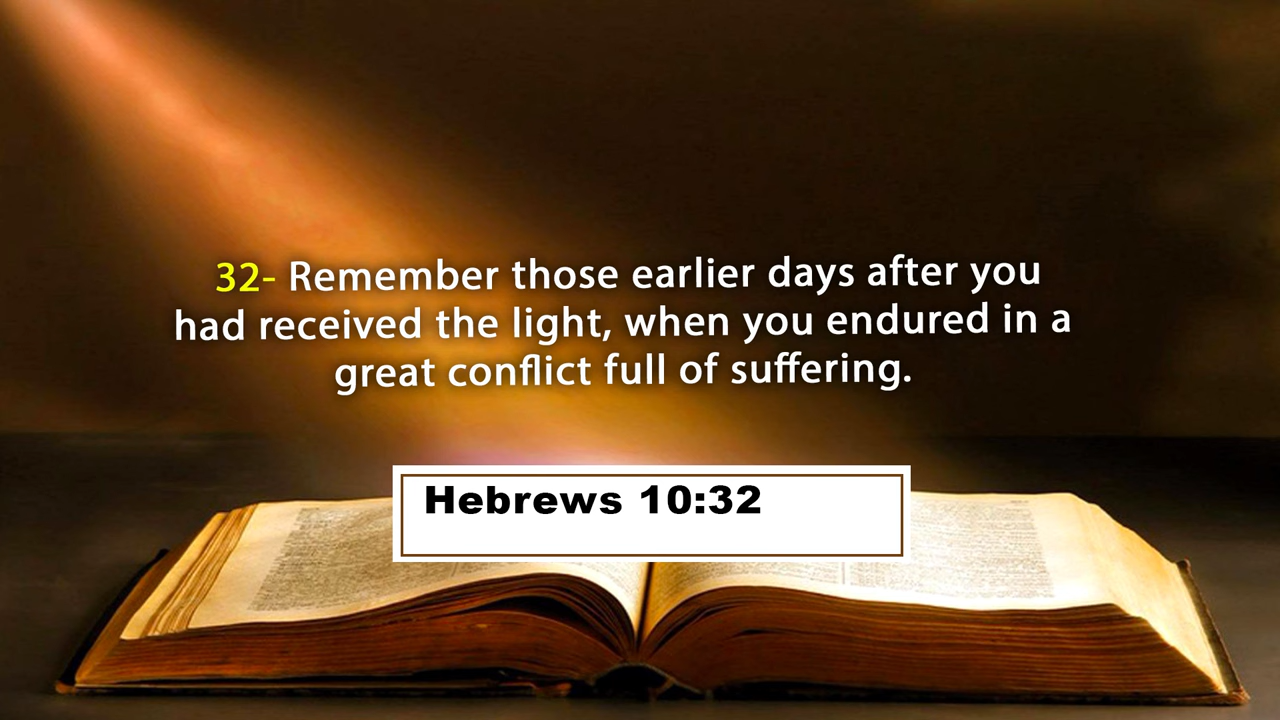 32- Remember those earlier days after you
had received the light, when you endured in a
great conflict full of suffering.
Hebrews 10:32